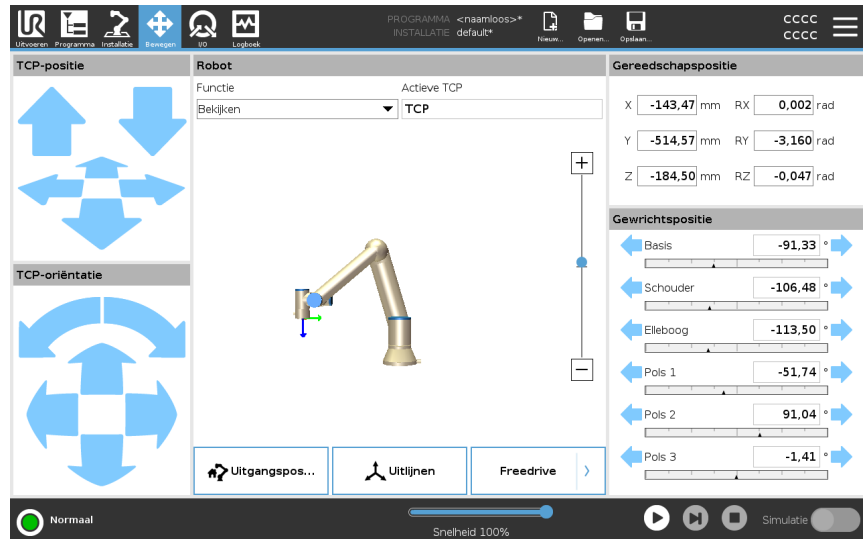 Uitvoeren Programma Installatie Bewegen I/O Logboek
PROGRAMMA <naamloos>*
INSTALLATIE default*
Nieuw... Openen... Opslaan...
CCCC
CCCC
TCP-positie
TCP-oriëntatie
Robot
Functie Actieve TCP
Bekijken TCP
+
−
Uitgangspos... Uitlijnen Freedrive
Gereedschapspositie
X -143,47 mm RX 0,002 rad
Y -514,57 mm RY -3,160 rad
Z -184,50 mm RZ -0,047 rad
Gewrichtspositie
Basis -91,33 °
Schouder -106,48 °
Elleboog -113,50 °
Pols 1 -51,74 °
Pols 2 91,04 °
Pols 3 -1,41 °
Normaal
Snelheid 100%
Simulatie